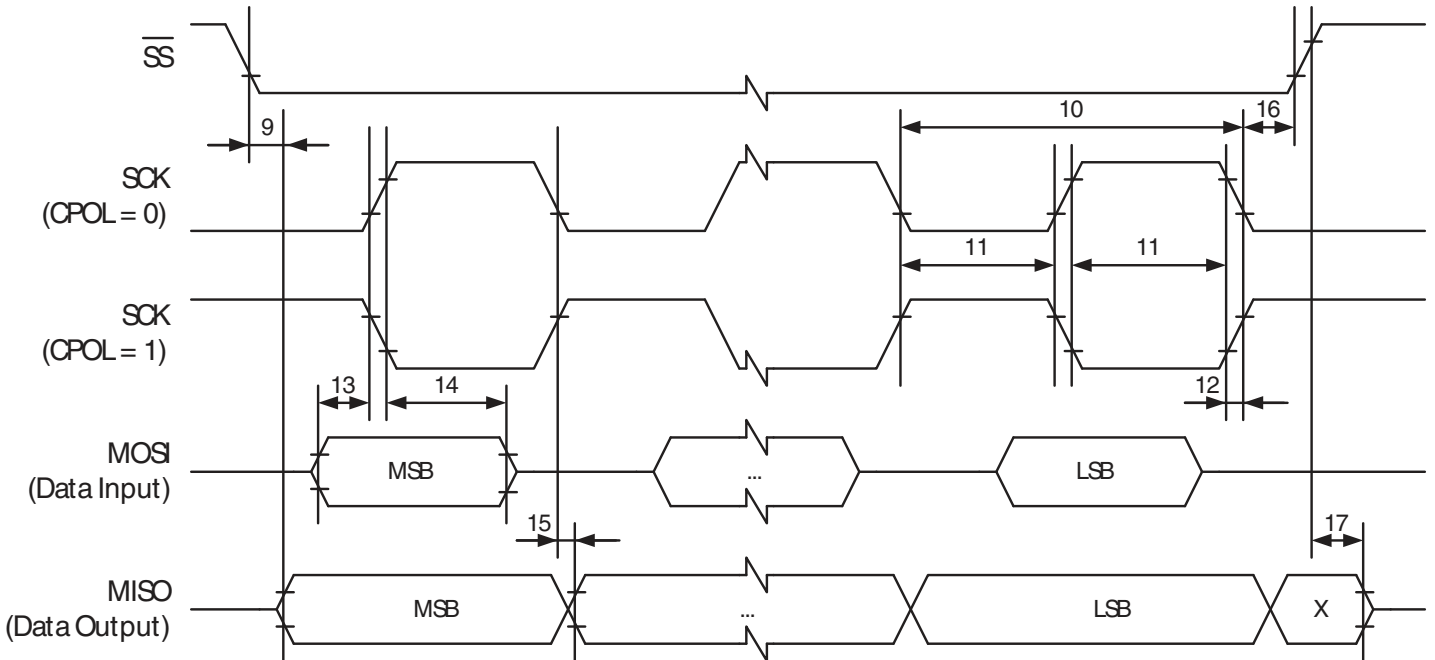 SS
9
10
16
SCK
(CPOL = 0)
11
11
SCK
(CPOL = 1)
13
14
12
MOSI
(Data Input)
MSB
...
LSB
15
17
MISO
(Data Output)
MSB
...
LSB
X